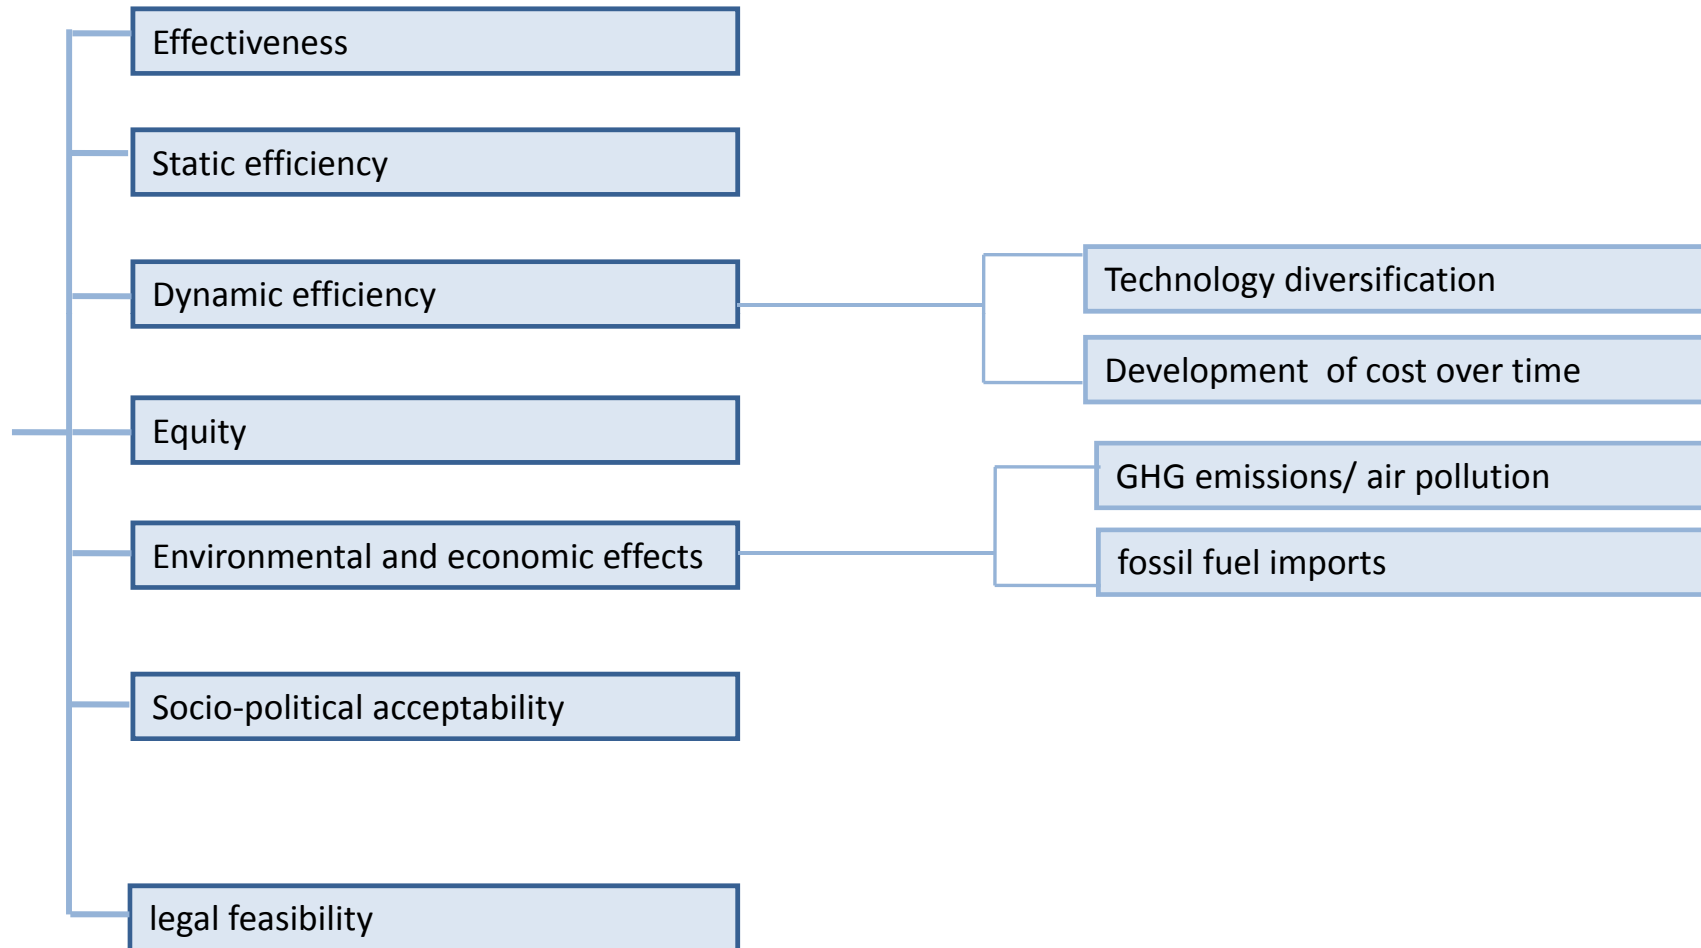 Effectiveness
Static efficiency
Dynamic efficiency
Technology diversification
Development  of cost over time
Equity
GHG emissions/ air pollution
Environmental and economic effects
fossil fuel imports
Socio-political acceptability
legal feasibility